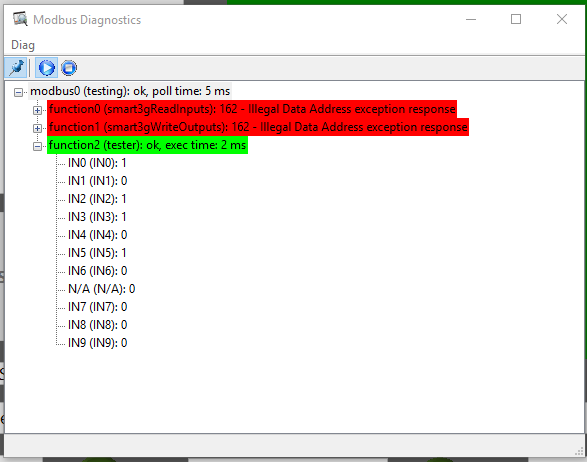 Modbus Diagnostics
Diag
modbus0 (testing): ok, poll time: 5 ms
function0 (smart3gReadInputs): 162 - Illegal Data Address exception response
function1 (smart3gWriteOutputs): 162 - Illegal Data Address exception response
function2 (tester): ok, exec time: 2 ms
IN0 (IN0): 1
IN1 (IN1): 0
IN2 (IN2): 1
IN3 (IN3): 1
IN4 (IN4): 0
IN5 (IN5): 1
IN6 (IN6): 0
N/A (N/A): 0
IN7 (IN7): 0
IN8 (IN8): 0
IN9 (IN9): 0